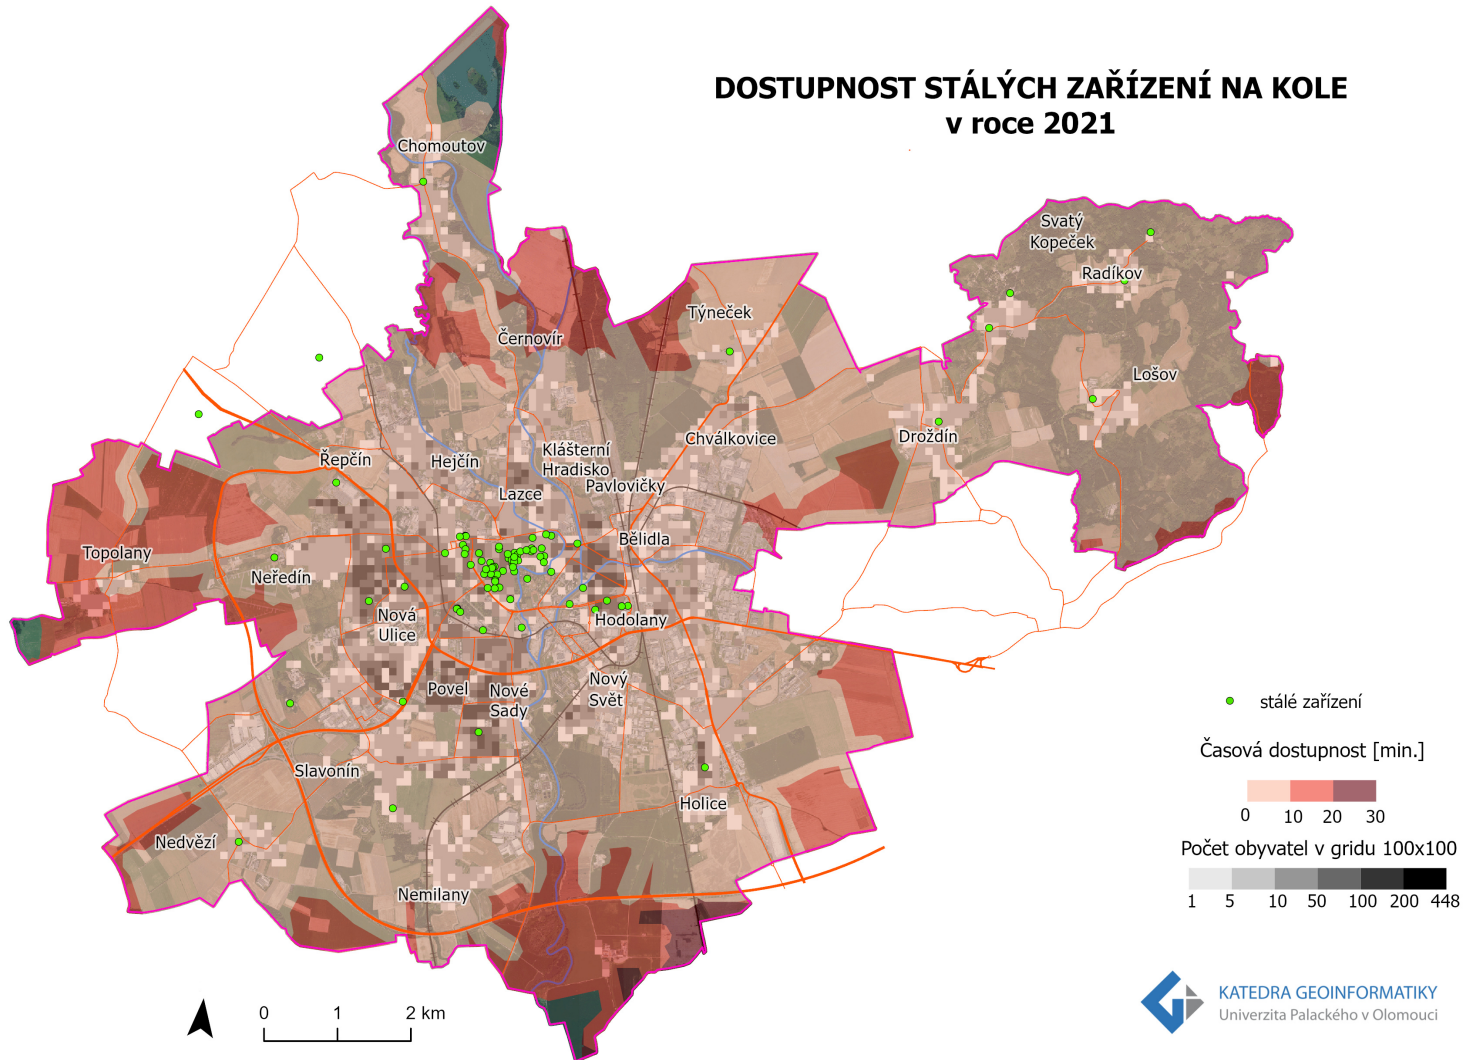 DOSTUPNOST STÁLÝCH ZAŘÍZENÍ NA KOLE
v roce 2021
Chomoutov
Svatý
Kopeček
Radíkov
Týneček
Černovír
Lošov
Droždín
Chválkovice
Klášterní
Hradisko
Pavlovičky
Řepčín
Hejčín
Lazce
Bělidla
Topolany
Neředín
Nová
Ulice
Hodolany
Povel
Nové
Sady
Nový
Svět
Slavonín
Holice
Nedvězí
Nemilany
stálé zařízení
Časová dostupnost [min.]
0 10 20 30
Počet obyvatel v gridu 100x100
1 5 10 50 100 200 448
0 1 2 km
KATEDRA GEOINFORMATIKY
Univerzita Palackého v Olomouci